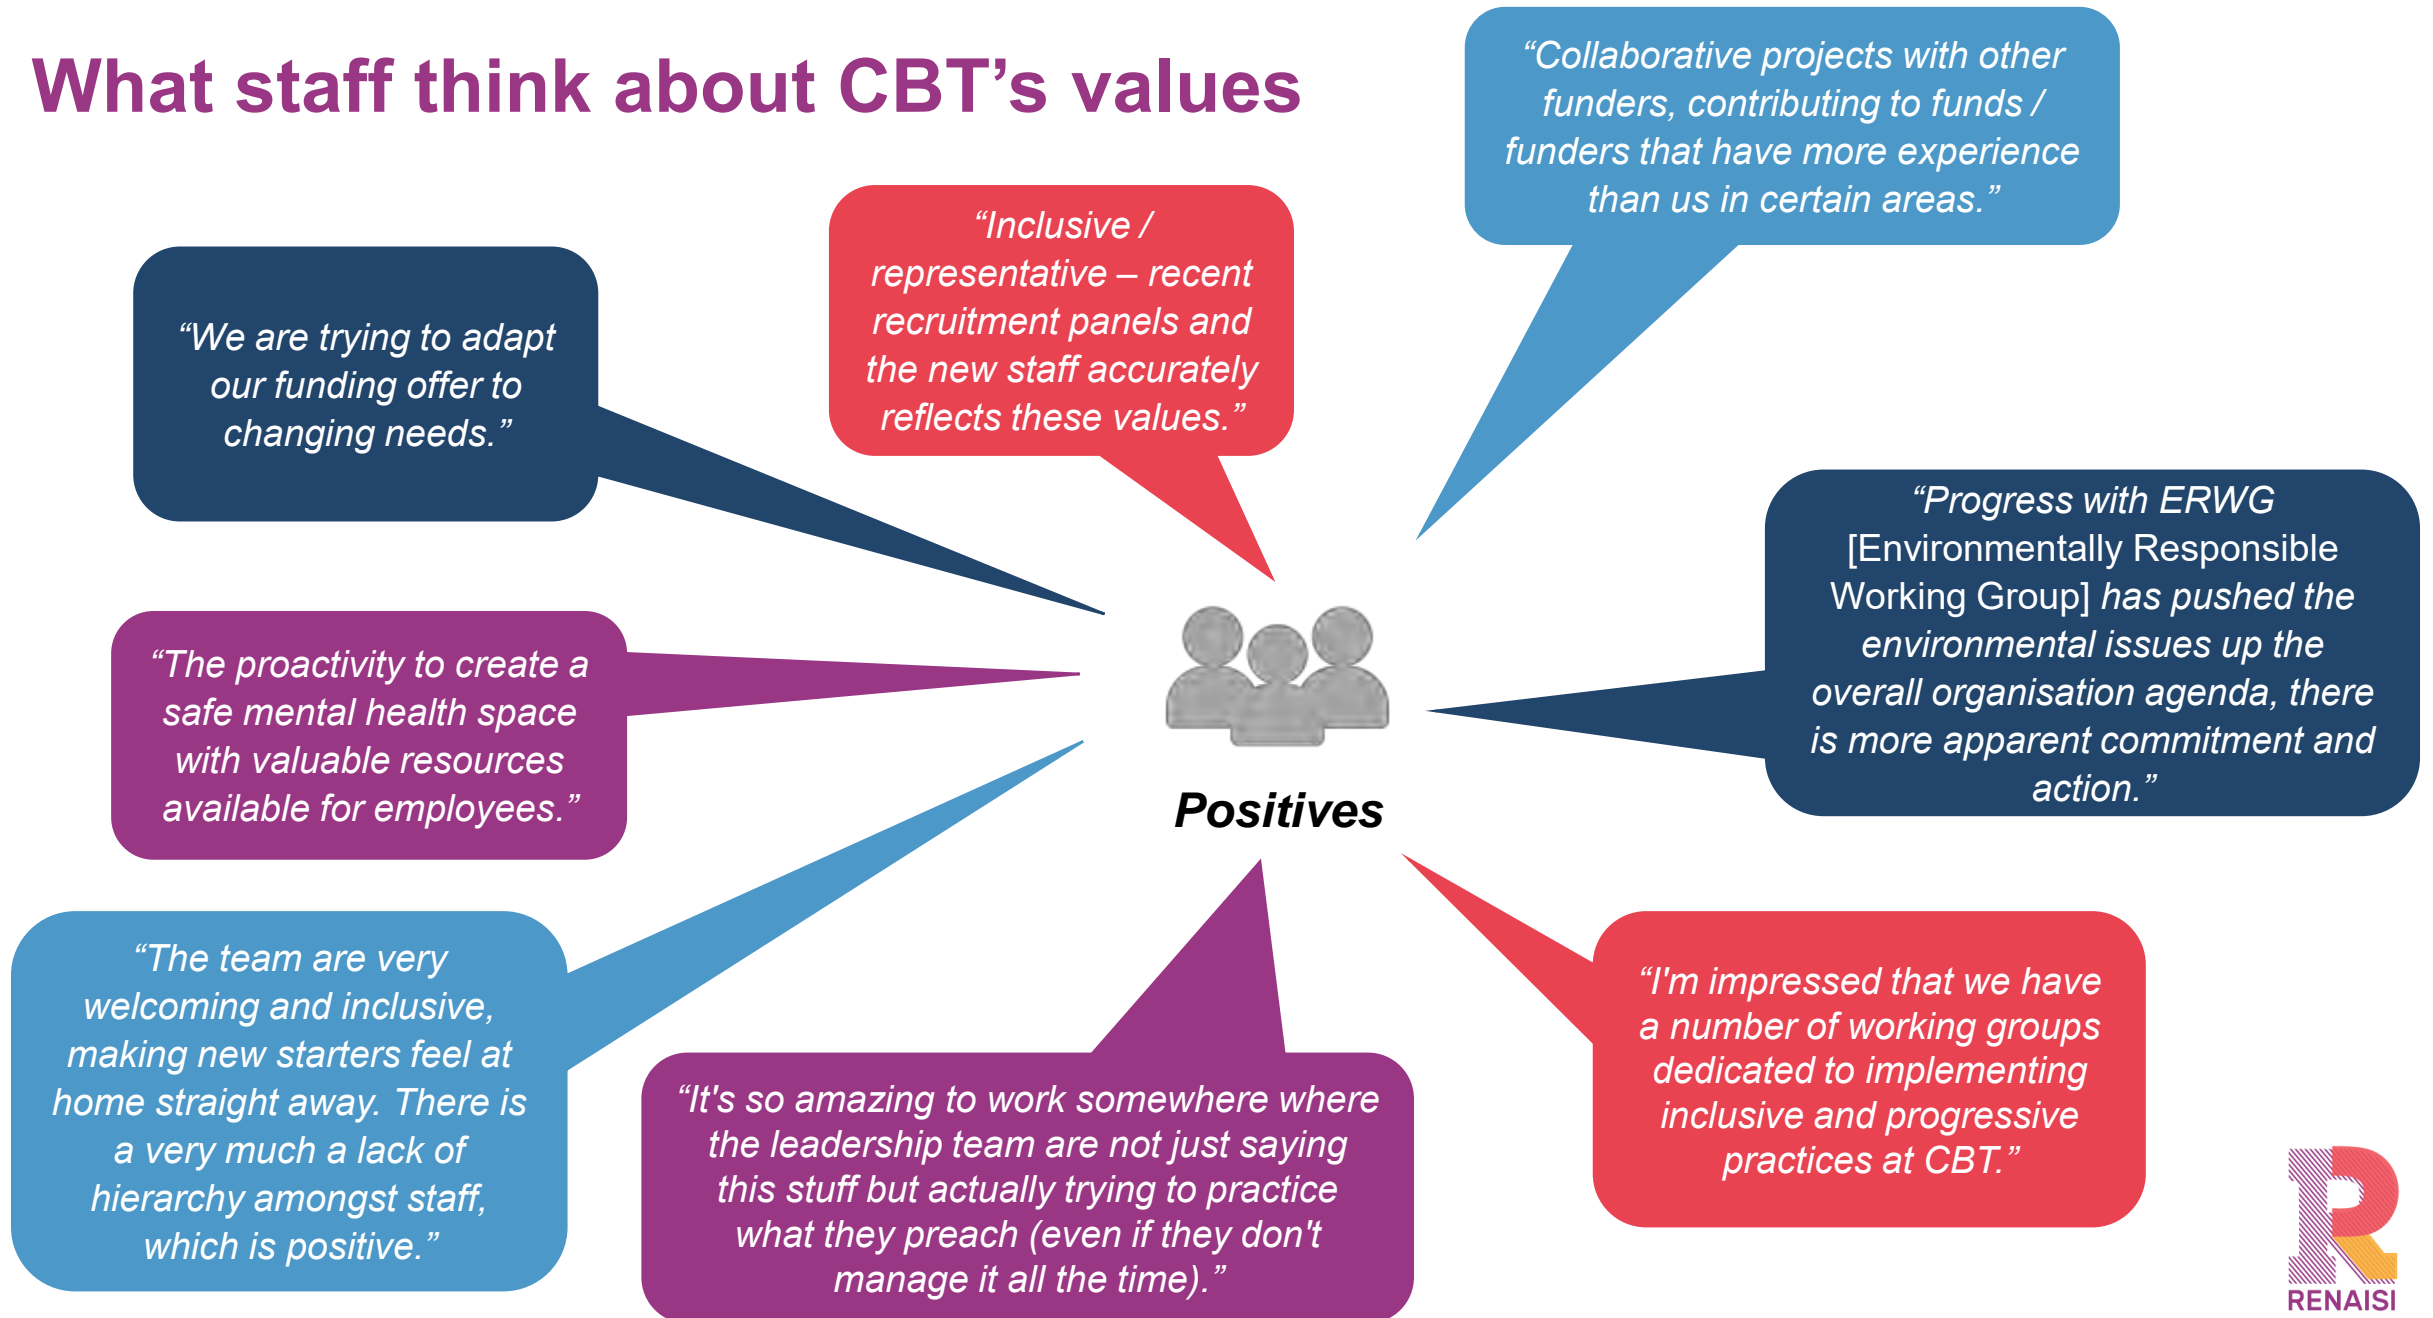 What staff think about CBT’s values
“Collaborative projects with other
funders, contributing to funds /
funders that have more experience
than us in certain areas.”
“Inclusive /
representative – recent
recruitment panels and
the new staff accurately
reflects these values.”
“We are trying to adapt
our funding offer to
changing needs.”
“Progress with ERWG
[Environmentally Responsible
Working Group] has pushed the
environmental issues up the
overall organisation agenda, there
is more apparent commitment and
action.”
“The proactivity to create a
safe mental health space
with valuable resources
available for employees.”
Positives
“The team are very
welcoming and inclusive,
making new starters feel at
home straight away. There is
a very much a lack of
hierarchy amongst staff,
which is positive.”
“It's so amazing to work somewhere where
the leadership team are not just saying
this stuff but actually trying to practice
what they preach (even if they don't
manage it all the time).”
“I'm impressed that we have
a number of working groups
dedicated to implementing
inclusive and progressive
practices at CBT.”
R
RENAISI